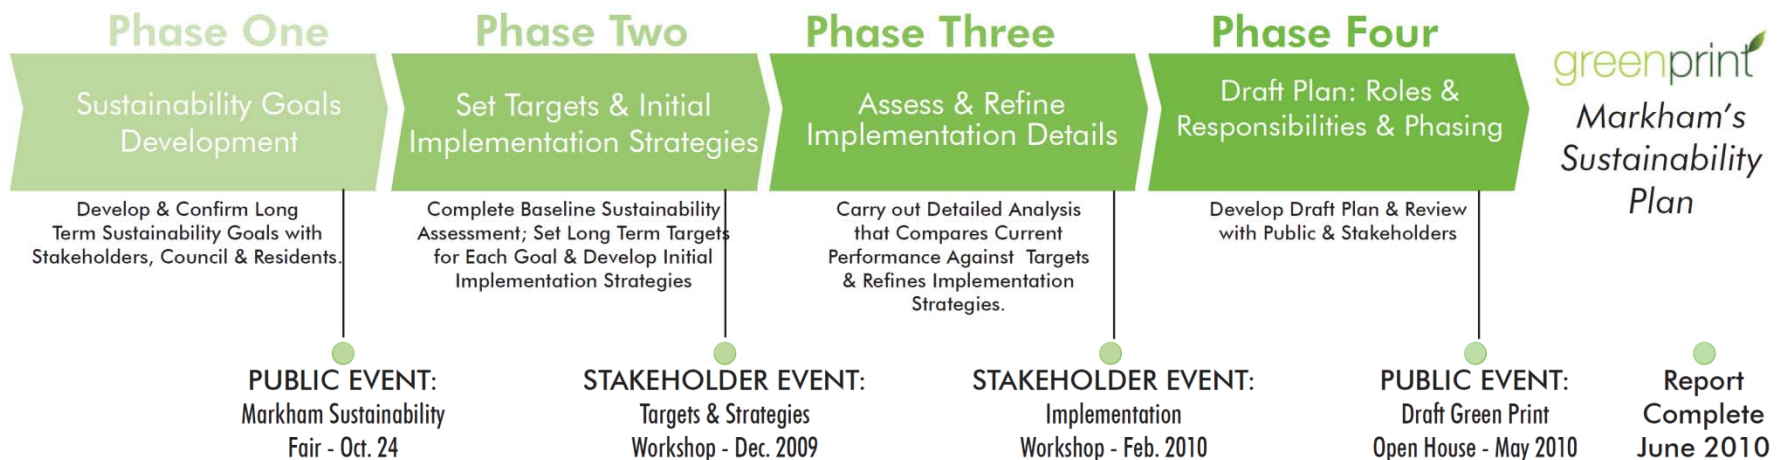 Phase One
Sustainability Goals
Development
Develop & Confirm Long
Term Sustainability Goals with
Stakeholders, Council & Residents.
PUBLIC EVENT:
Markham Sustainability
Fair - Oct. 24
Phase Two
Set Targets & Initial
Implementation Strategies
Complete Baseline Sustainability
Assessment; Set Long Term Targets
for Each Goal & Develop Initial
Implementation Strategies
STAKEHOLDER EVENT:
Targets & Strategies
Workshop - Dec. 2009
Phase Three
Assess & Refine
Implementation Details
Carry out Detailed Analysis
that Compares Current
Performance Against Targets
& Refines Implementation
Strategies.
STAKEHOLDER EVENT:
Implementation
Workshop - Feb. 2010
Phase Four
Draft Plan: Roles &
Responsibilities & Phasing
Develop Draft Plan & Review
with Public & Stakeholders
PUBLIC EVENT:
Draft Green Print
Open House - May 2010
greenprint
Markham's
Sustainability
Plan
Report
Complete
June 2010